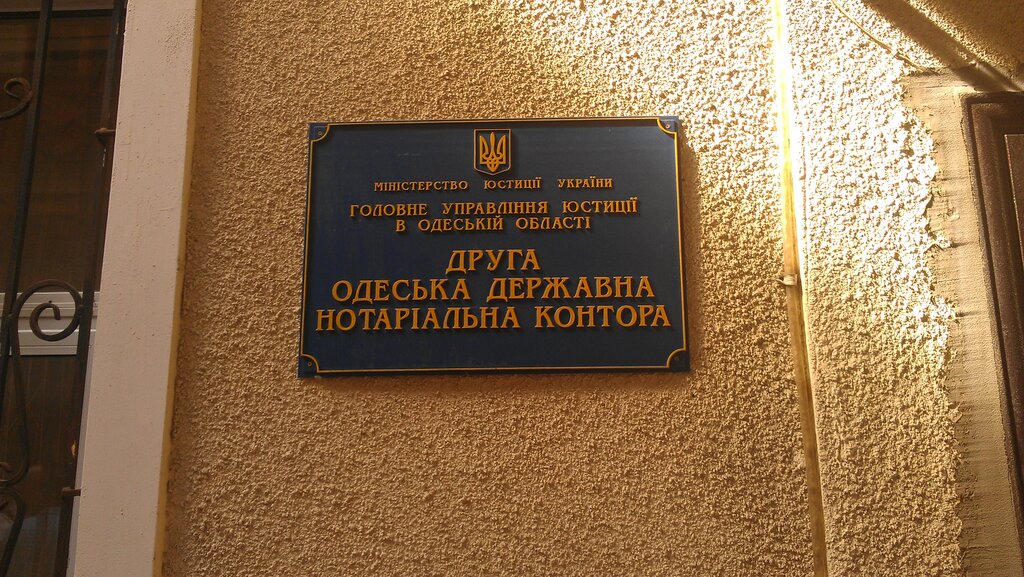 МІНІСТЕРСТВО ЮСТИЦІЇ УКРАЇНИ
ГОЛОВНЕ УПРАВЛІННЯ ЮСТИЦІЇ
В ОДЕСЬКІЙ ОБЛАСТІ
ДРУГА
ОДЕСЬКА ДЕРЖАВНА
НОТАРІАЛЬНА КОНТОРА